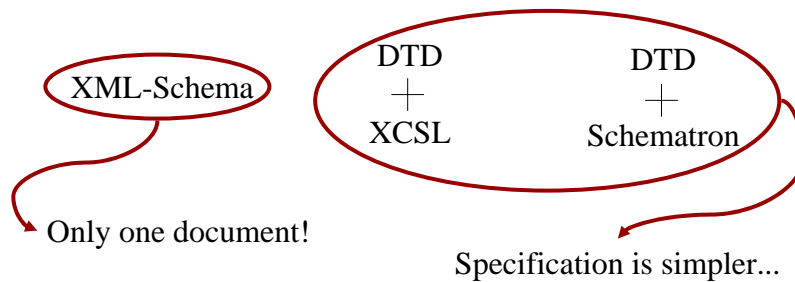 XML-Schema
DTD
+
XCSL
DTD
+
Schematron
Only one document!
Specification is simpler...